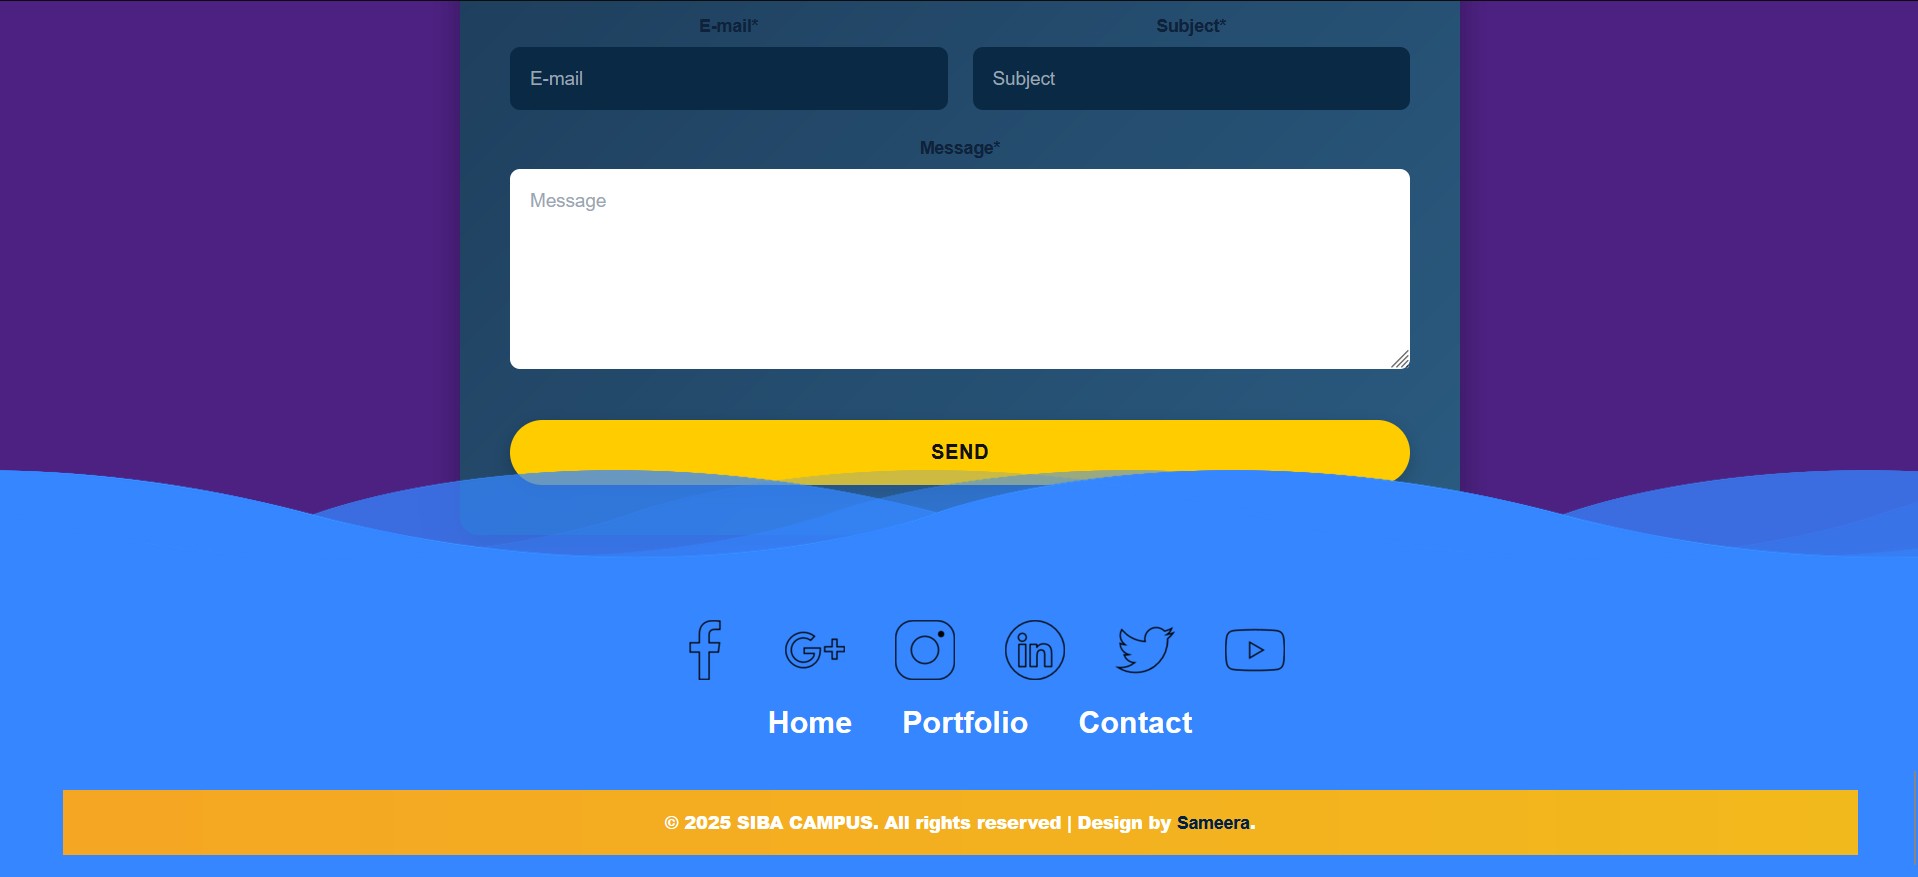 E-mail* Subject*
E-mail Subject
Message*
Message
SEND
Home Portfolio Contact
© 2025 SIBA CAMPUS. All rights reserved | Design by Sameera.